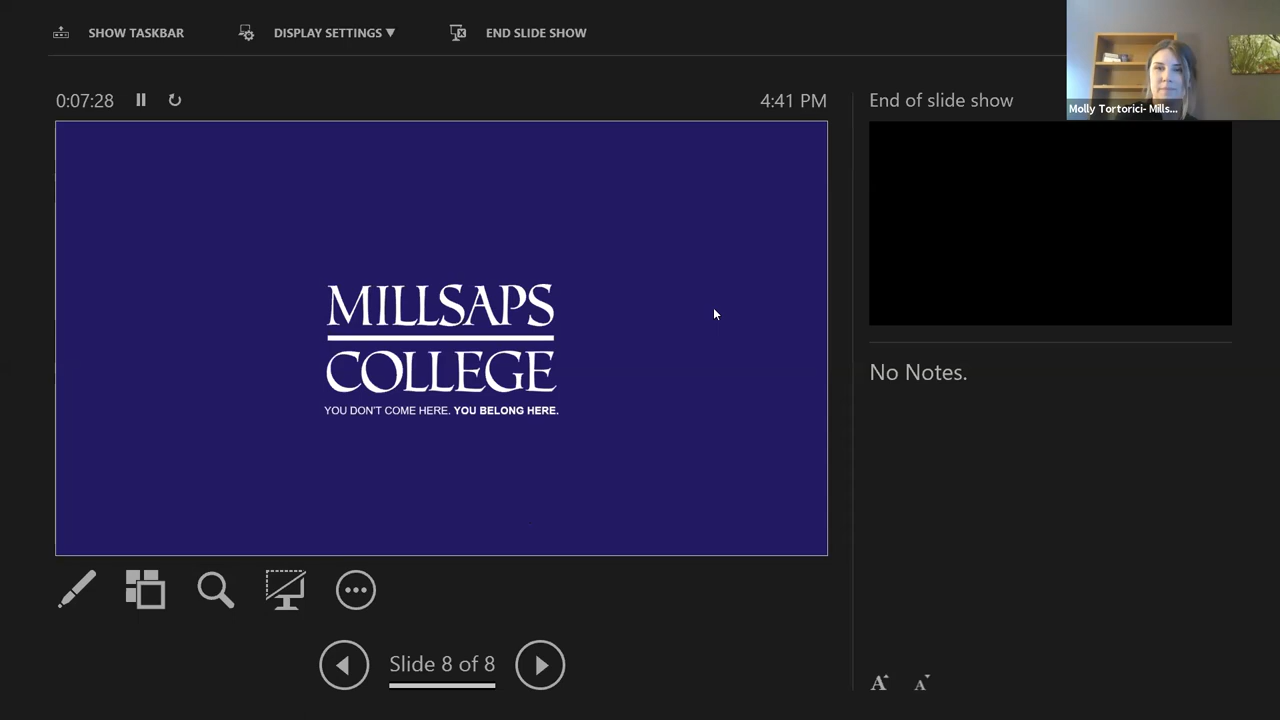 SHOW TASKBAR
DISPLAY SETTINGS ▼
END SLIDE SHOW
0:07:28
4:41 PM
End of slide show
Molly Tortorici- Mills...
MILLSAPS
COLLEGE
YOU DON'T COME HERE. YOU BELONG HERE.
No Notes.
Slide 8 of 8
A A